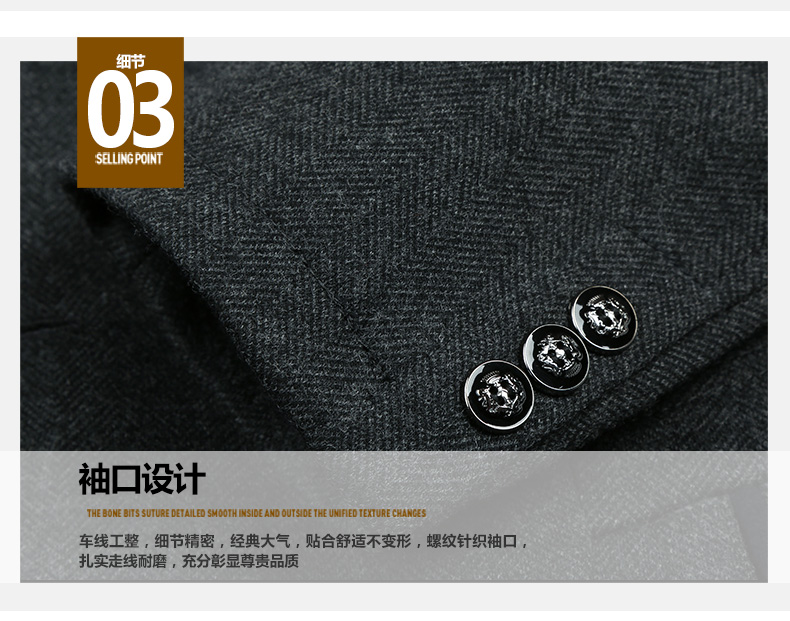 细节
03
SELLING POINT
袖口设计
THE BONE BITS SUTURE DETAILED SMOOTH INSIDE AND OUTSIDE THE UNIFIED TEXTURE CHANGES
车线工整，细节精密，经典大气，贴合舒适不变形，螺纹针织袖口，
扎实走线耐磨，充分彰显尊贵品质